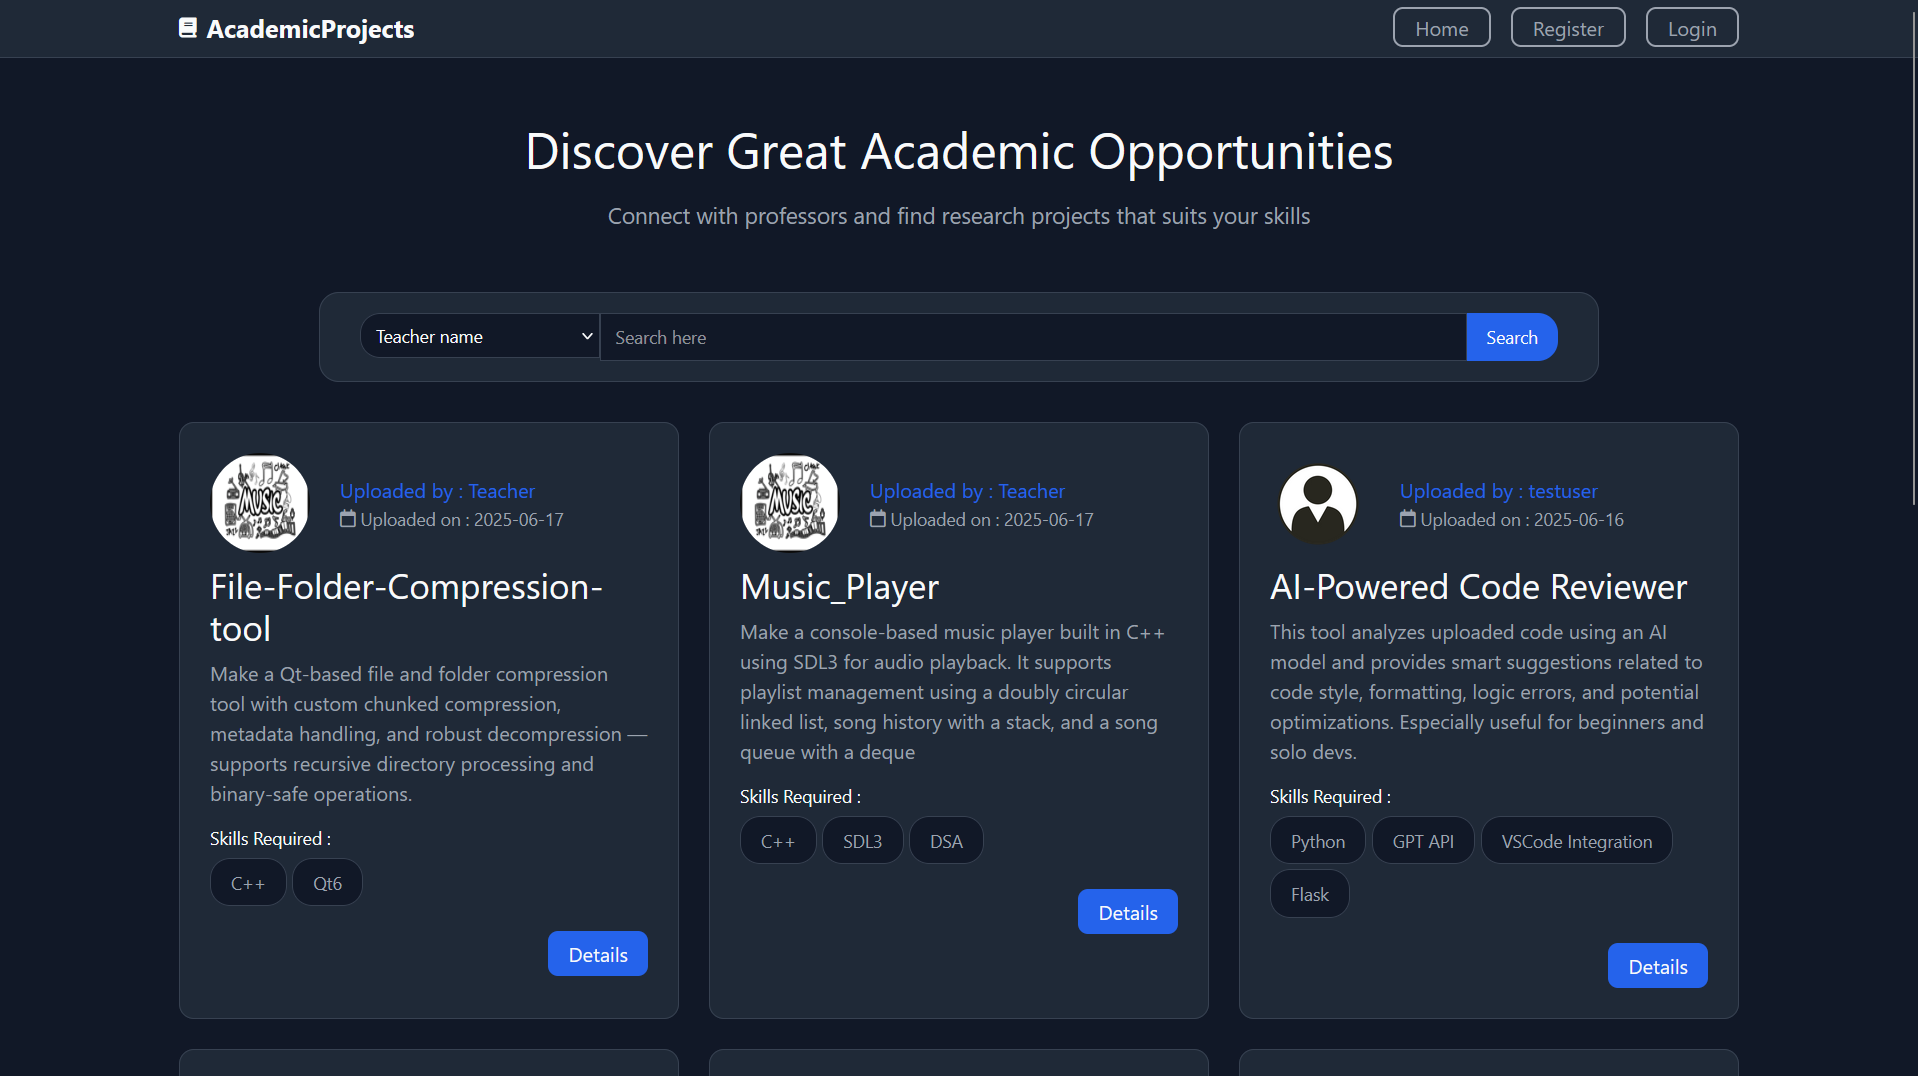 AcademicProjects
Home
Register
Login
Discover Great Academic Opportunities
Connect with professors and find research projects that suits your skills
Teacher name
Search here
Search
MUSIC
Uploaded by : Teacher
Uploaded on : 2025-06-17
File-Folder-Compression-
tool
Make a Qt-based file and folder compression
tool with custom chunked compression,
metadata handling, and robust decompression —
supports recursive directory processing and
binary-safe operations.
Skills Required :
C++
Qt6
Details
MUSIC
Uploaded by : Teacher
Uploaded on : 2025-06-17
Music_Player
Make a console-based music player built in C++
using SDL3 for audio playback. It supports
playlist management using a doubly circular
linked list, song history with a stack, and a song
queue with a deque
Skills Required :
C++
SDL3
DSA
Details
Uploaded by : testuser
Uploaded on : 2025-06-16
AI-Powered Code Reviewer
This tool analyzes uploaded code using an AI
model and provides smart suggestions related to
code style, formatting, logic errors, and potential
optimizations. Especially useful for beginners and
solo devs.
Skills Required :
Python
GPT API
VSCode Integration
Flask
Details